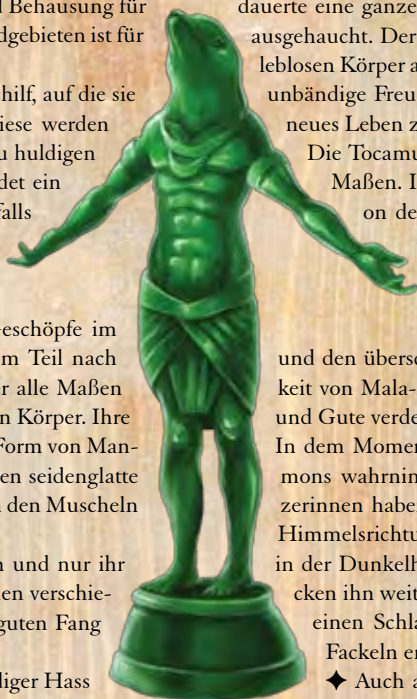 Behausung für
dgebieten ist für
hilf, auf die sie
iese werden
u huldigen
det ein
falls
eschöpfe im
m Teil nach
r alle Maßen
n Körper. Ihre
Form von Man-
en seidenglatte
den Muscheln
n und nur ihr
en verschie-
guten Fang
diger Hass
dauerte eine ganze
ausgehaucht. Der
leblosen Körper a
unbändige Freu
neues Leben z
Die Tocamu
Maßen. I
on de
und den übersc
keit von Mala-
und Gute verde
In dem Momen
mons wahrnin
zerinnen habe
Himmelsrichtu
in der Dunkelh
cken ihn weit
einen Schla
Fackeln er
✦ Auch a